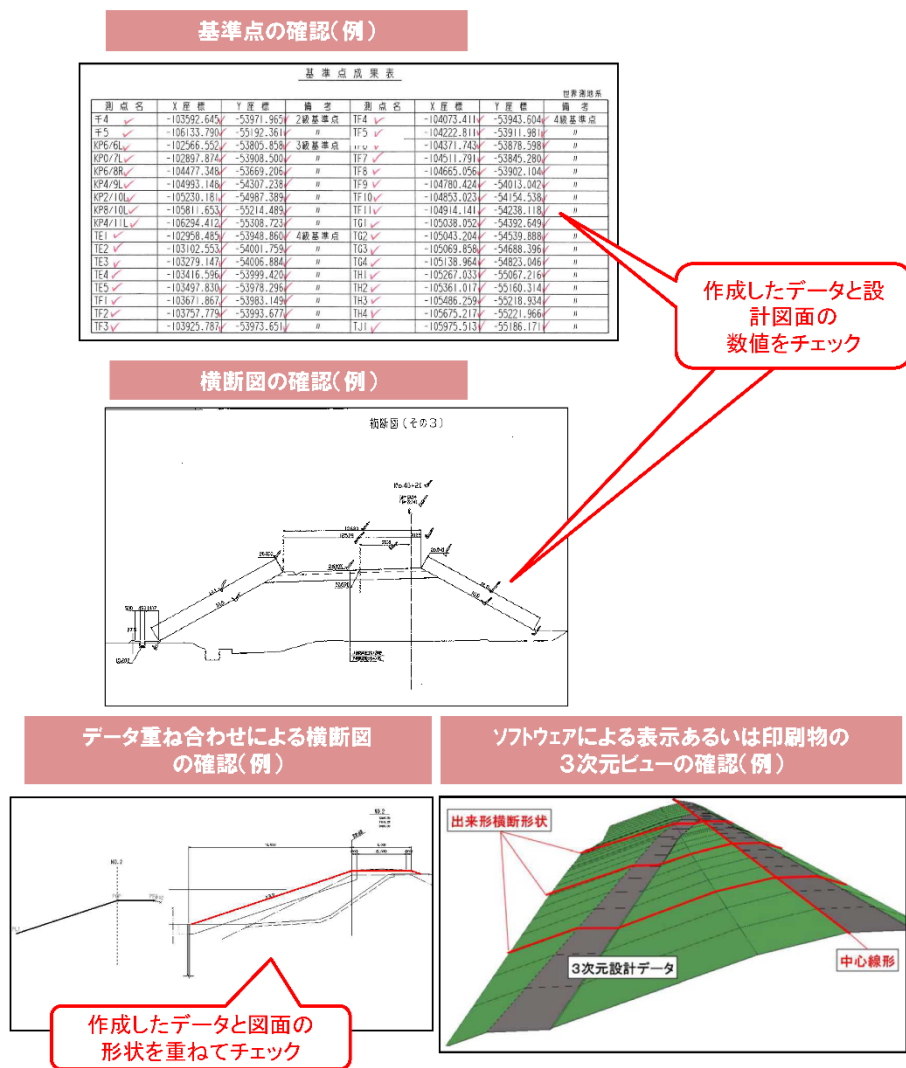 基準点の確認(例)
基準点成果表
世界測地系
測点名 X座標 Y座標 備考 測点名 X座標 Y座標 備考
千4 -103592.645 -53971.965 2級基準点 TF4 -104073.411 -53943.604 4級基準点
千5 -106133.790 -55192.361 〃 TF5 -104222.811 -53911.981 〃
KP6/6L -102566.552 -53805.858 3級基準点 -104371.743 -53878.598 〃
KP0/7L -102897.874 -53908.500 〃 TF7 -104511.791 -53845.280 〃
KP6/8R -104477.348 -53669.206 〃 TF8 -104665.056 -53902.104 〃
KP4/9L -104993.146 -54307.238 〃 TF9 -104780.424 -54013.042 〃
KP2/10L -105230.181 -54987.389 〃 TF10 -104853.023 -54154.538 〃
KP8/10L -105811.653 -55214.489 〃 TF11 -104914.141 -54238.118 〃
KP4/11L -106294.412 -55308.723 〃 TG1 -105038.052 -54392.649 〃
TE1 -102958.485 -53948.860 4級基準点 TG2 -105043.204 -54539.888 〃
TE2 -103102.553 -54001.759 〃 TG3 -105069.858 -54688.396 〃
TE3 -103279.147 -54006.884 〃 TG4 -105138.964 -54823.046 〃
TE4 -103416.596 -53999.420 〃 TH1 -105267.033 -55067.216 〃
TE5 -103497.830 -53978.296 〃 TH2 -105361.017 -55160.314 〃
TF1 -103671.867 -53983.149 〃 TH3 -105486.259 -55218.934 〃
TF2 -103757.779 -53993.677 〃 TH4 -105675.217 -55221.966 〃
TF3 -103925.787 -53973.651 〃 TJ1 -105975.513 -55186.171 〃
作成したデータと設
計図面の
数値をチェック
横断図の確認(例)
横断図(その3)
データ重ね合わせによる横断図
の確認(例)
NO.2
NO.2
作成したデータと図面の
形状を重ねてチェック
ソフトウェアによる表示あるいは印刷物の
3次元ビューの確認(例)
出来形横断形状
3次元設計データ
中心線形